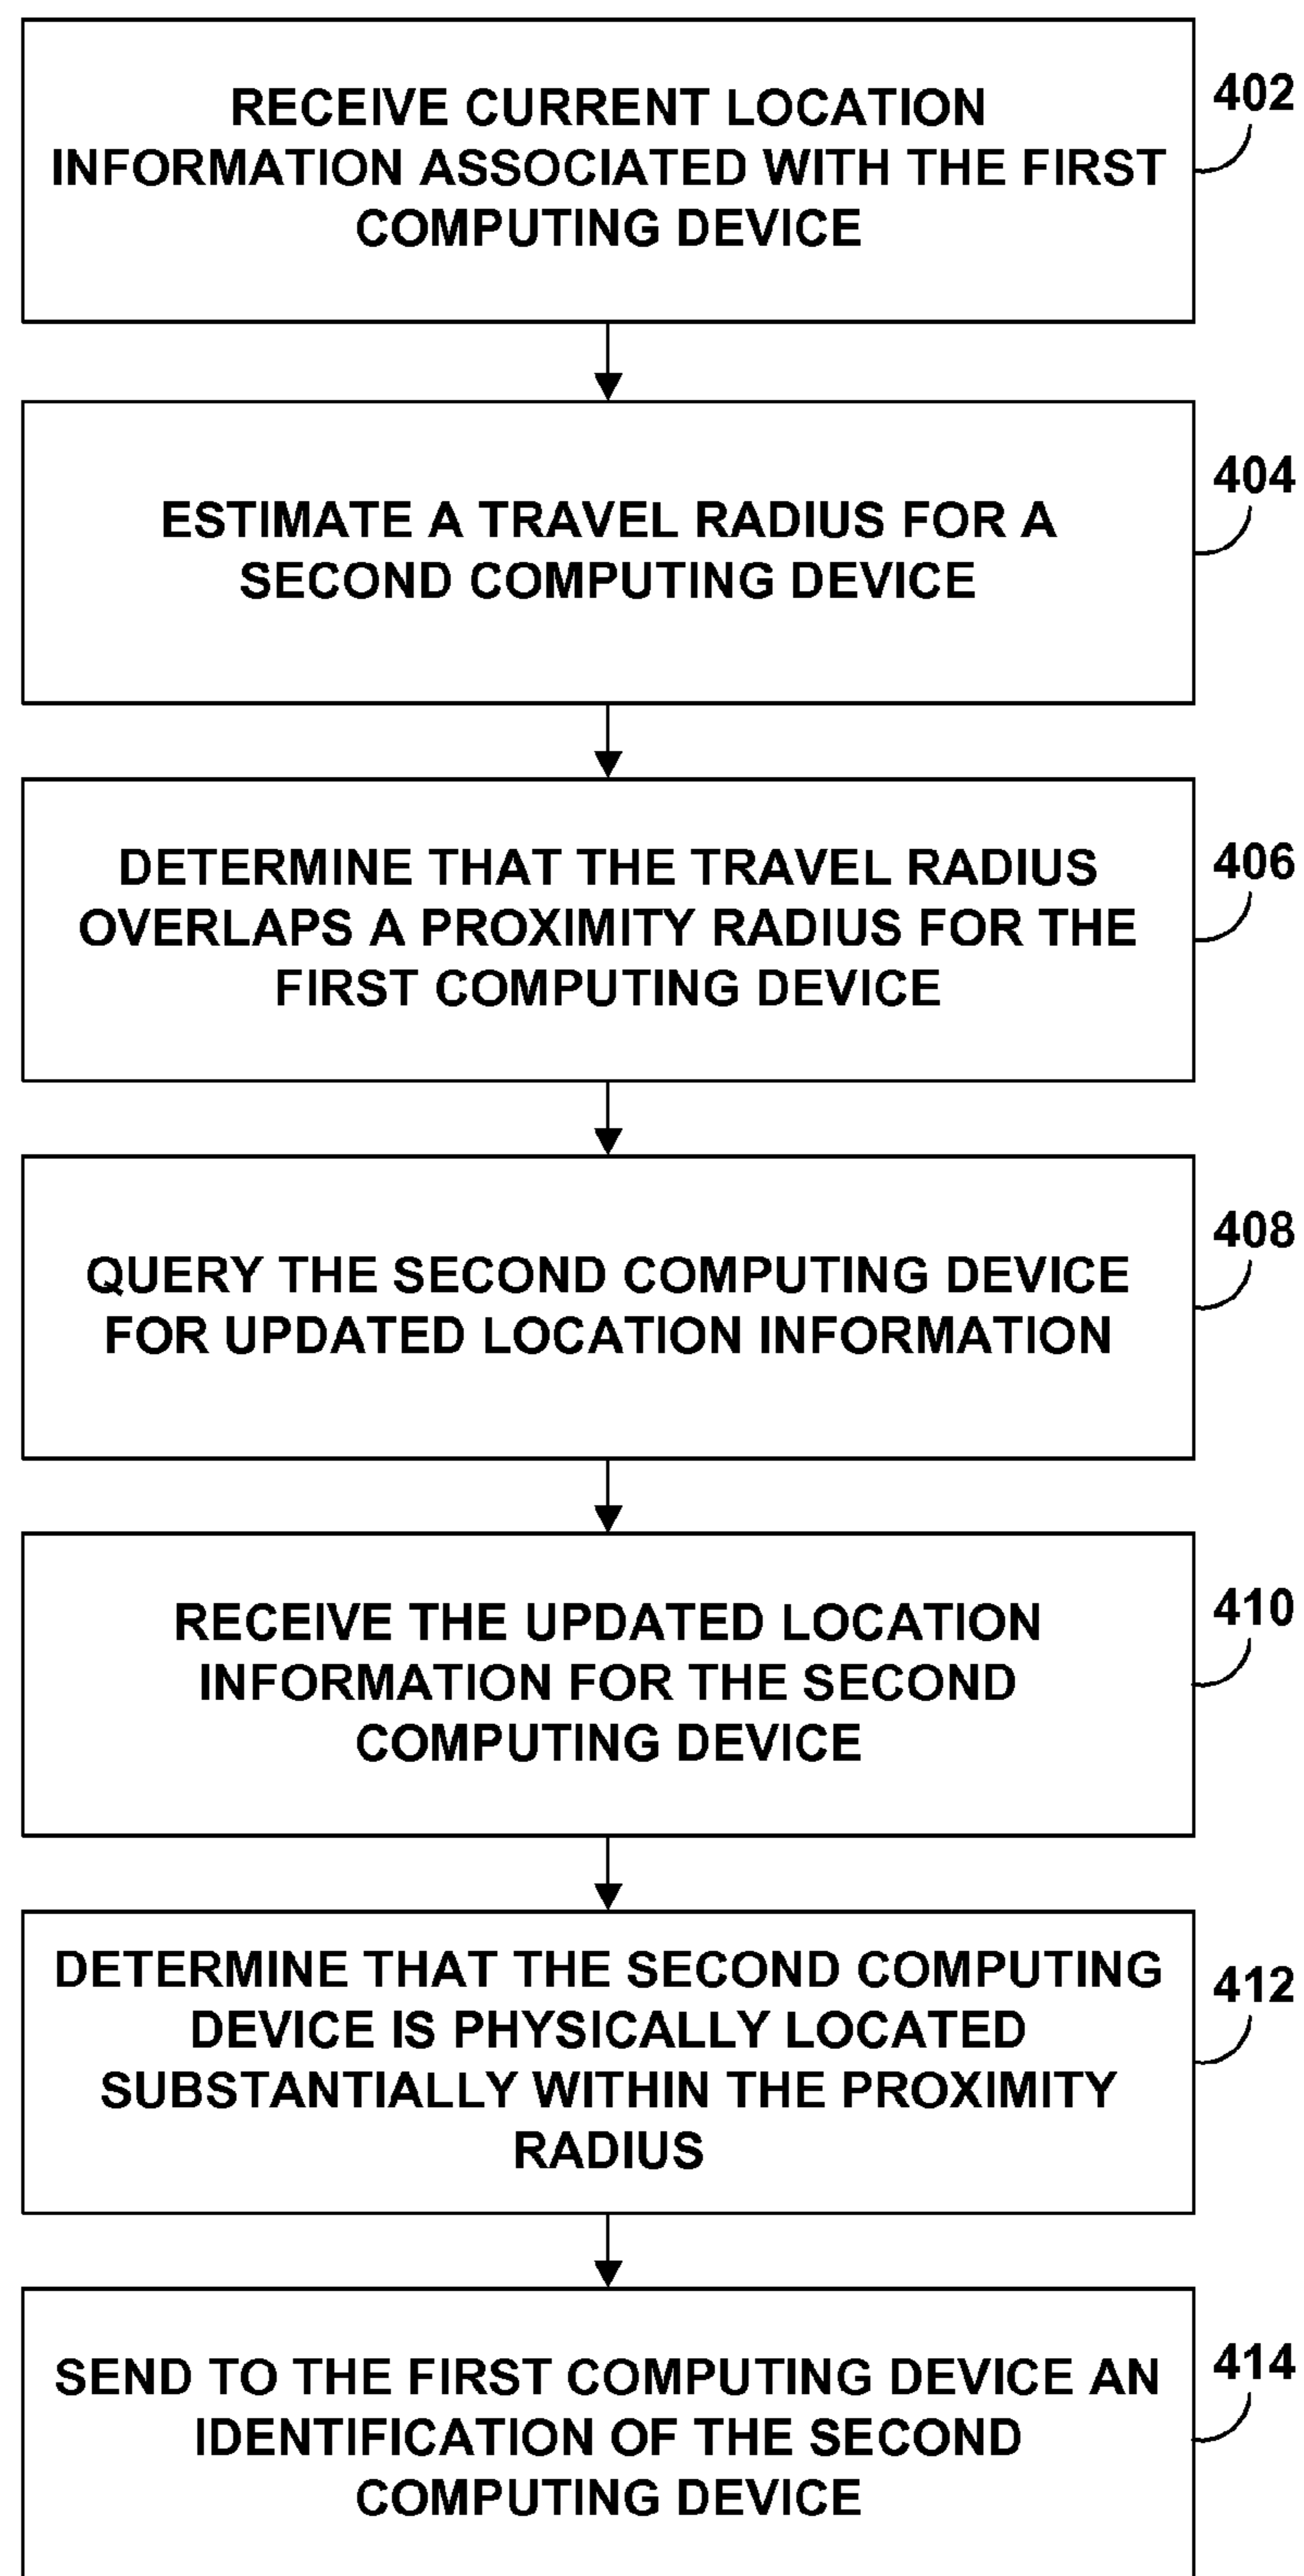 RECEIVE CURRENT LOCATION
INFORMATION ASSOCIATED WITH THE FIRST
COMPUTING DEVICE
402
ESTIMATE A TRAVEL RADIUS FOR A
SECOND COMPUTING DEVICE
404
DETERMINE THAT THE TRAVEL RADIUS
OVERLAPS A PROXIMITY RADIUS FOR THE
FIRST COMPUTING DEVICE
406
QUERY THE SECOND COMPUTING DEVICE
FOR UPDATED LOCATION INFORMATION
408
RECEIVE THE UPDATED LOCATION
INFORMATION FOR THE SECOND
COMPUTING DEVICE
410
DETERMINE THAT THE SECOND COMPUTING
DEVICE IS PHYSICALLY LOCATED
SUBSTANTIALLY WITHIN THE PROXIMITY
RADIUS
412
SEND TO THE FIRST COMPUTING DEVICE AN
IDENTIFICATION OF THE SECOND
COMPUTING DEVICE
414